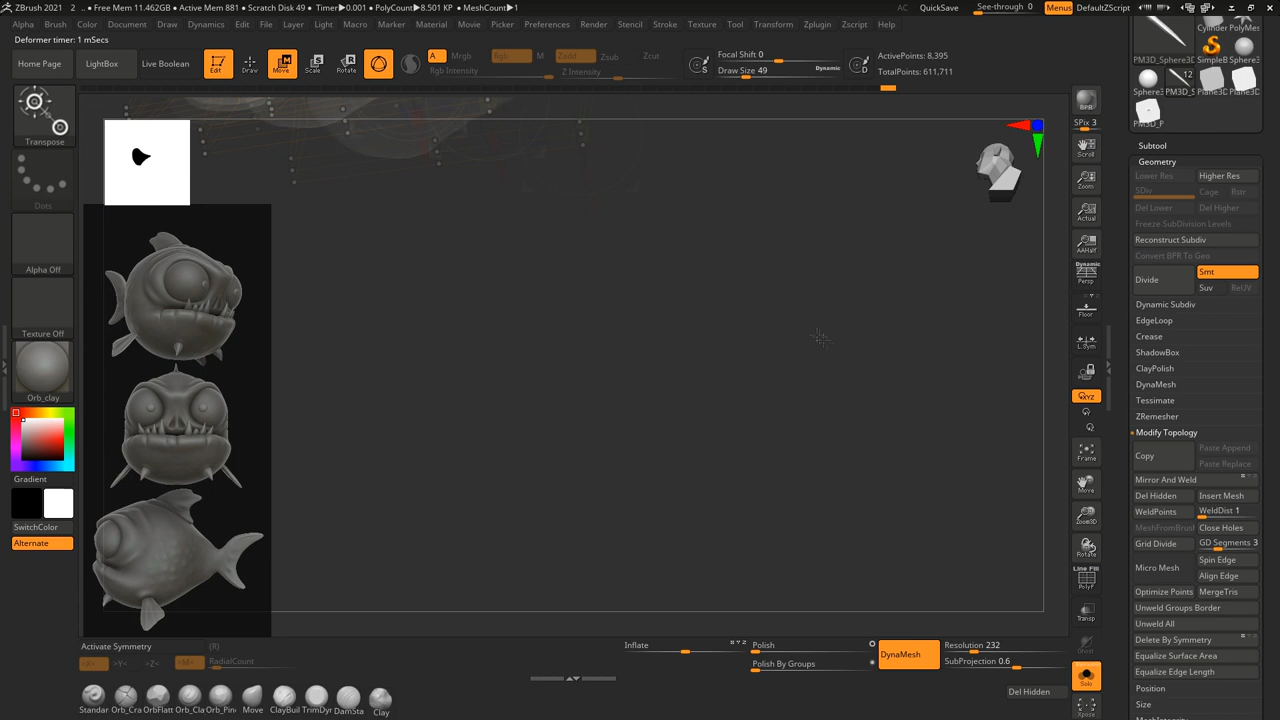 ZBrush 2021
2 .. • Free Mem 11.462GB • Active Mem 881 • Scratch Disk 49 • Timer▶0.001 • PolyCount▶8.501 KP • MeshCount▶1
AC
QuickSave
See-through 0
Menus
DefaultZScript
Alpha Brush Color Document Draw Dynamics Edit File Layer Light Macro Marker Material Movie Picker Preferences Render Stencil Stroke Texture Tool Transform Zplugin Zscript Help
Deformer timer: 1 mSecs
Home Page
LightBox
Live Boolean
Edit
Draw
Move
Scale
Rotate
A
Mrgb
Rgb
M
Zadd
Zsub
Zcut
Rgb Intensity
Z Intensity
S
Focal Shift 0
Draw Size 49
Dynamic
D
ActivePoints: 8,395
TotalPoints: 611,711
Transpose
Dots
Alpha Off
Texture Off
Orb_clay
Gradient
SwitchColor
Alternate
BPR
SPix 3
Scroll
Zoom
Actual
AAHalf
Dynamic
Persp
Floor
L.Sym
XYZ
Frame
Move
Zoom3D
Rotate
Line Fill
PolyF
Transp
Ghost
Solo
Xpose
Cylinder PolyMes
PM3D_Sphere3D
SimpleB Sphere3
12
Sphere3 PM3D_S Plane3D Plane3D
PM3D_P
Subtool
Geometry
Lower Res
Higher Res
SDiv
Cage
Rstr
Del Lower
Del Higher
Freeze SubDivision Levels
Reconstruct Subdiv
Convert BPR To Geo
Divide
Smt
Suv
ReUV
Dynamic Subdiv
EdgeLoop
Crease
ShadowBox
ClayPolish
DynaMesh
Tessimate
ZRemesher
Modify Topology
Copy
Paste Append
Paste Replace
Mirror And Weld
Del Hidden
Insert Mesh
WeldPoints
WeldDist 1
MeshFromBrush
Close Holes
Grid Divide
GD Segments 3
Micro Mesh
Spin Edge
Align Edge
Optimize Points
MergeTris
Unweld Groups Border
Unweld All
Delete By Symmetry
Equalize Surface Area
Equalize Edge Length
Position
Size
Activate Symmetry
(R)
>X<
>Y<
>Z<
>M<
RadialCount
Inflate
Polish
Polish By Groups
DynaMesh
Resolution 232
SubProjection 0.6
Del Hidden
Standar
Orb_Cra
OrbFlatt
Orb_Cla
Orb_Pin
Move
ClayBuil
TrimDyr
DamSta
Clay